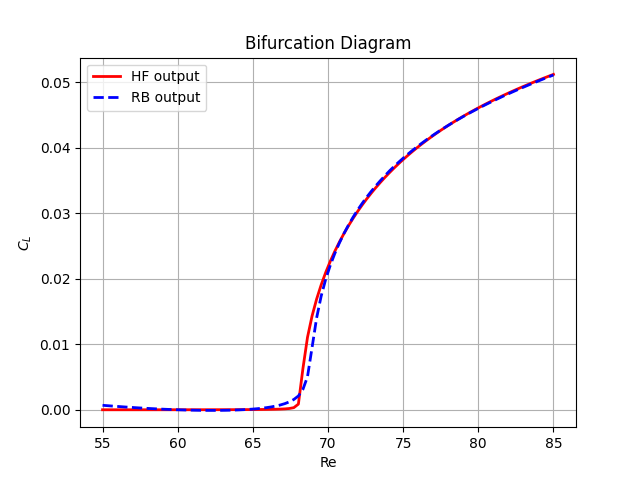 Bifurcation Diagram
HF output
RB output
0.05
0.04
0.03
0.02
0.01
0.00
C_L
55 60 65 70 75 80 85
Re